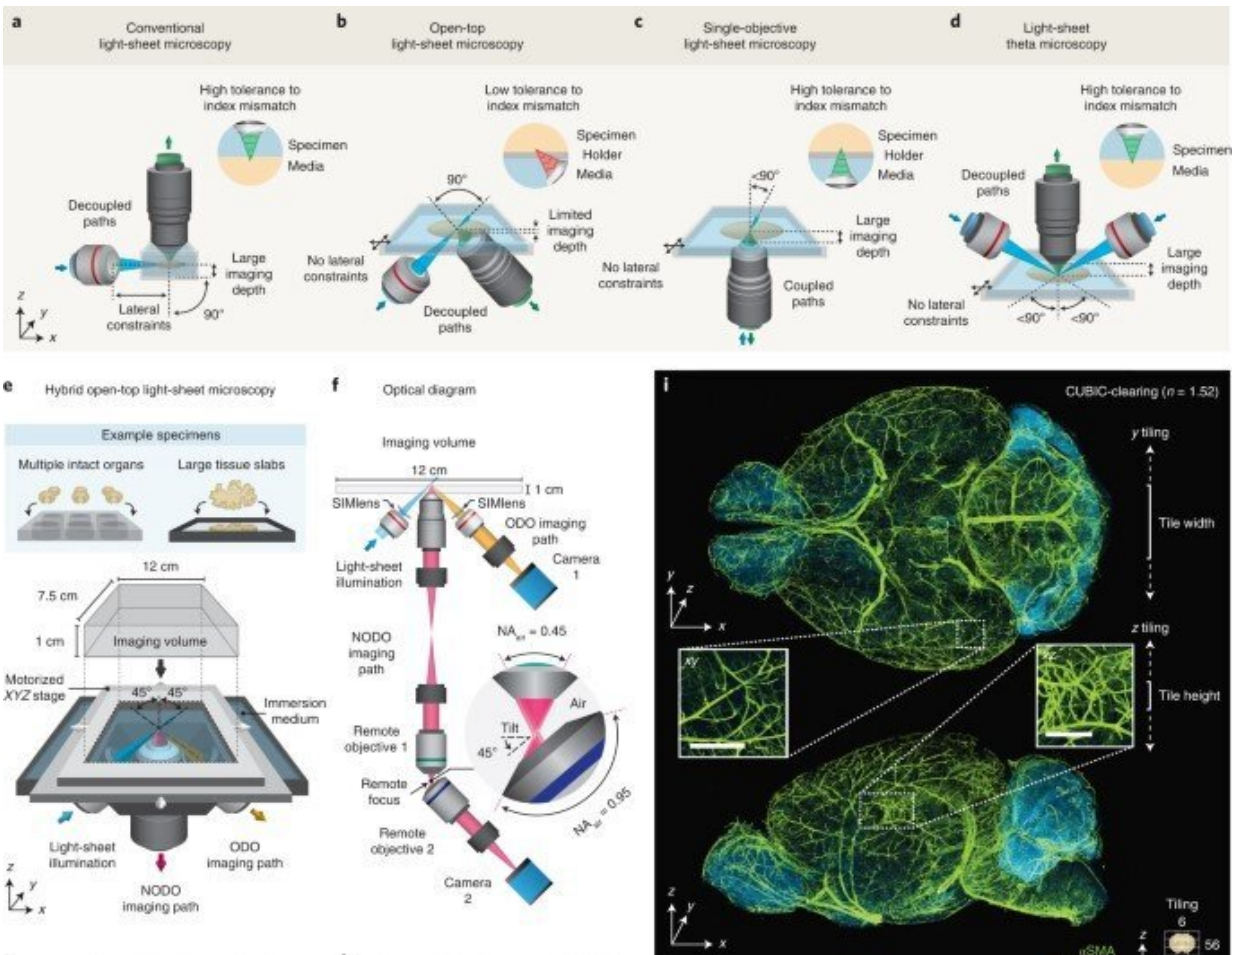 a
Conventional
light-sheet microscopy
High tolerance to
index mismatch
Specimen
Media
Decoupled
paths
Large
imaging
depth
Lateral
constraints
90°
z
y
x
b
Open-top
light-sheet microscopy
Low tolerance to
index mismatch
Specimen
Holder
Media
90°
Limited
imaging
depth
No lateral
constraints
Decoupled
paths
c
Single-objective
light-sheet microscopy
High tolerance to
index mismatch
Specimen
Holder
Media
<90°
Large
imaging
depth
No lateral
constraints
Coupled
paths
d
Light-sheet
theta microscopy
High tolerance to
index mismatch
Specimen
Media
Decoupled
paths
Large
imaging
depth
No lateral
constraints
<90°
<90°
e
Hybrid open-top light-sheet microscopy
Example specimens
Multiple intact organs
Large tissue slabs
12 cm
7.5 cm
1 cm
Imaging volume
Motorized
XYZ stage
45°
45°
Immersion
medium
Light-sheet
illumination
ODO
imaging path
NODO
imaging path
z
y
x
f
Optical diagram
Imaging volume
12 cm
1 cm
SIMlens
SIMlens
ODO imaging
path
Camera
1
Light-sheet
illumination
NODO
imaging
path
NAair = 0.45
Air
Tilt
45°
NAair = 0.95
Remote
objective 1
Remote
focus
Remote
objective 2
Camera
2
i
CUBIC-clearing (n = 1.52)
y tiling
Tile width
y
z
x
xy
z tiling
Tile height
z
y
x
Tiling
6
56
z
αSMA